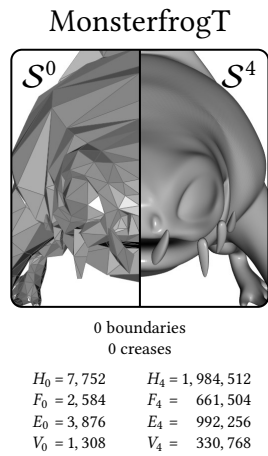 MonsterfrogT
S⁰ S⁴
0 boundaries
0 creases
H₀ = 7, 752 H₄ = 1, 984, 512
F₀ = 2, 584 F₄ = 661, 504
E₀ = 3, 876 E₄ = 992, 256
V₀ = 1, 308 V₄ = 330, 768